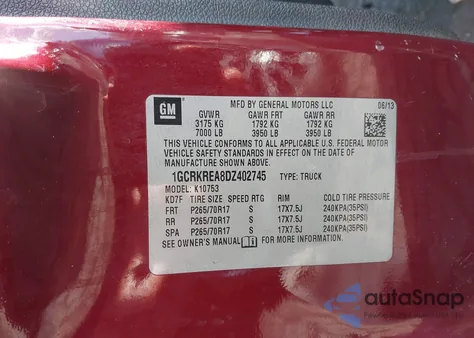 GM
MFD BY GENERAL MOTORS LLC 06/13
GVWR GAWR FRT GAWR RR
3175 KG 1792 KG 1792 KG
7000 LB 3950 LB 3950 LB
THIS VEHICLE CONFORMS TO ALL APPLICABLE U.S. FEDERAL MOTOR
VEHICLE SAFETY AND THEFT PREVENTION STANDARDS IN EFFECT ON THE DATE OF
MANUFACTURE SHOWN ABOVE.
1GCRKREA8DZ402745 TYPE: TRUCK
MODEL: K10753
KD7F TIRE SIZE SPEED RTG RIM COLD TIRE PRESSURE
FRT P265/70R17 S 17X7.5J 240KPA(35PSI)
RR P265/70R17 S 17X7.5J 240KPA(35PSI)
SPA P265/70R17 S 17X7.5J 240KPA(35PSI)
SEE OWNER'S MANUAL FOR MORE INFORMATION
autoSnap